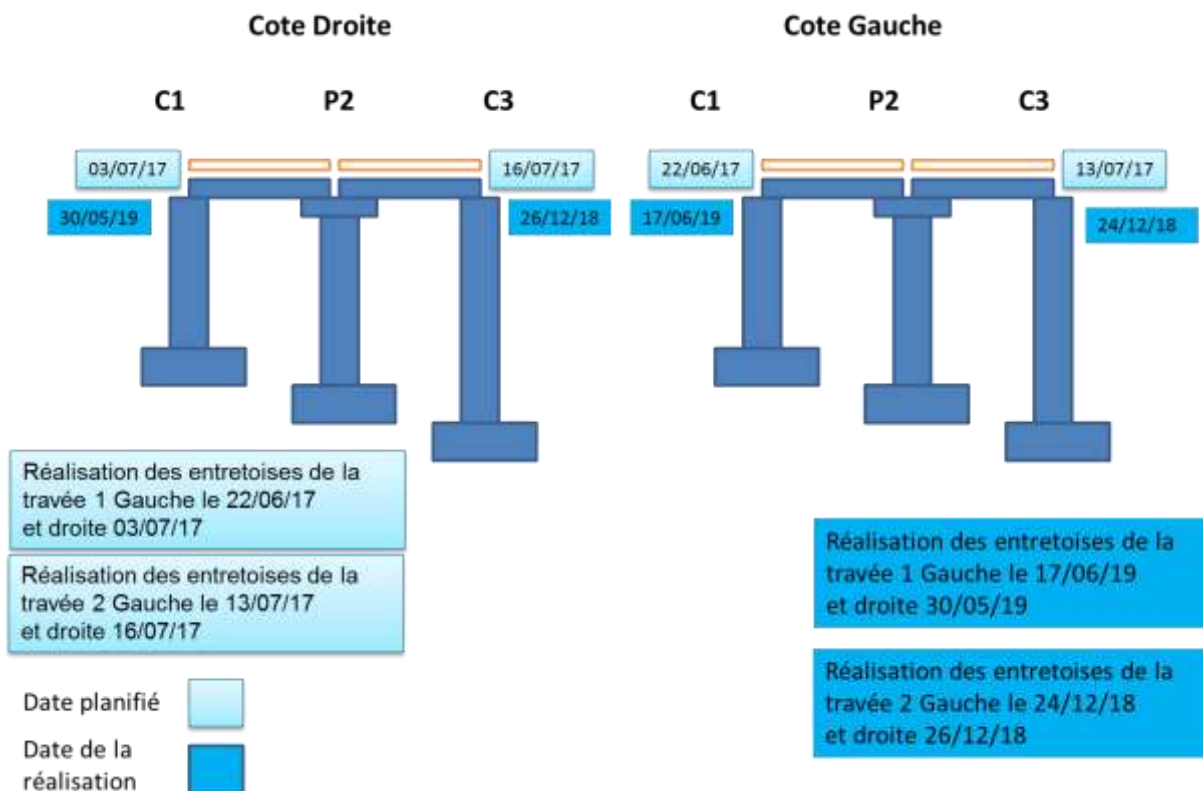 Cote Droite
Cote Gauche
C1
P2
C3
C1
P2
C3
03/07/17
16/07/17
22/06/17
13/07/17
30/05/19
26/12/18
17/06/19
24/12/18
Réalisation des entretoises de la
travée 1 Gauche le 22/06/17
et droite 03/07/17
Réalisation des entretoises de la
travée 2 Gauche le 13/07/17
et droite 16/07/17
Réalisation des entretoises de la
travée 1 Gauche le 17/06/19
et droite 30/05/19
Réalisation des entretoises de la
travée 2 Gauche le 24/12/18
et droite 26/12/18
Date planifié
Date de la
réalisation